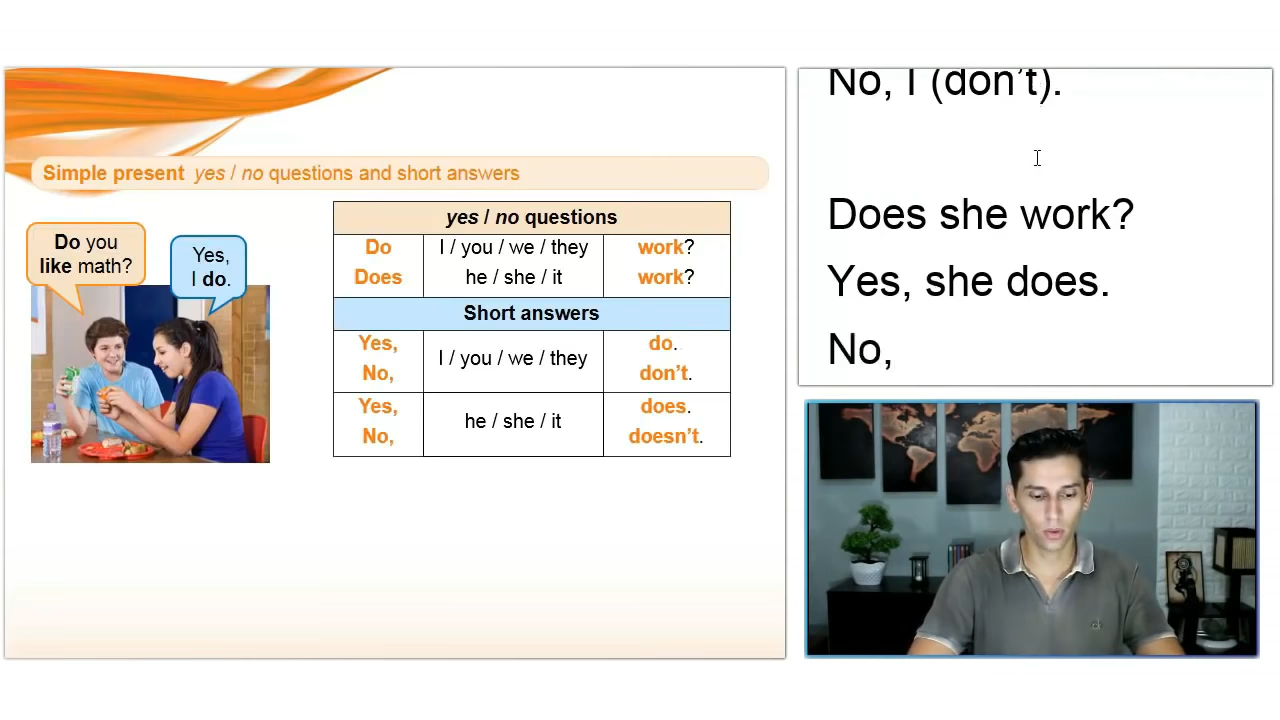 Simple present yes / no questions and short answers
Do you
like math?
Yes,
I do.
yes / no questions
Do I / you / we / they work?
Does he / she / it work?
Short answers
Yes, do.
I / you / we / they
No, don’t.
Yes, does.
he / she / it
No, doesn’t.
No, I (don’t).
Does she work?
Yes, she does.
No,